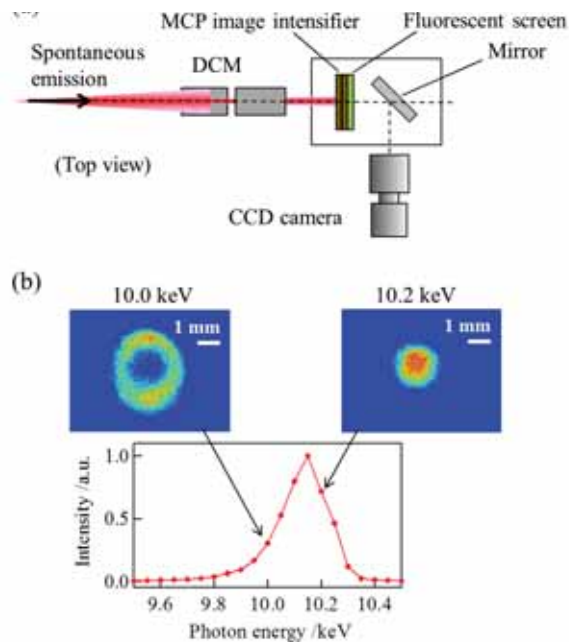 MCP image intensifier Fluorescent screen
Mirror
Spontaneous
emission
DCM
(Top view)
CCD camera
(b)
10.0 keV 10.2 keV
1 mm 1 mm
1.0
0.5
0.0
Intensity /a.u.
9.6 9.8 10.0 10.2 10.4
Photon energy /keV